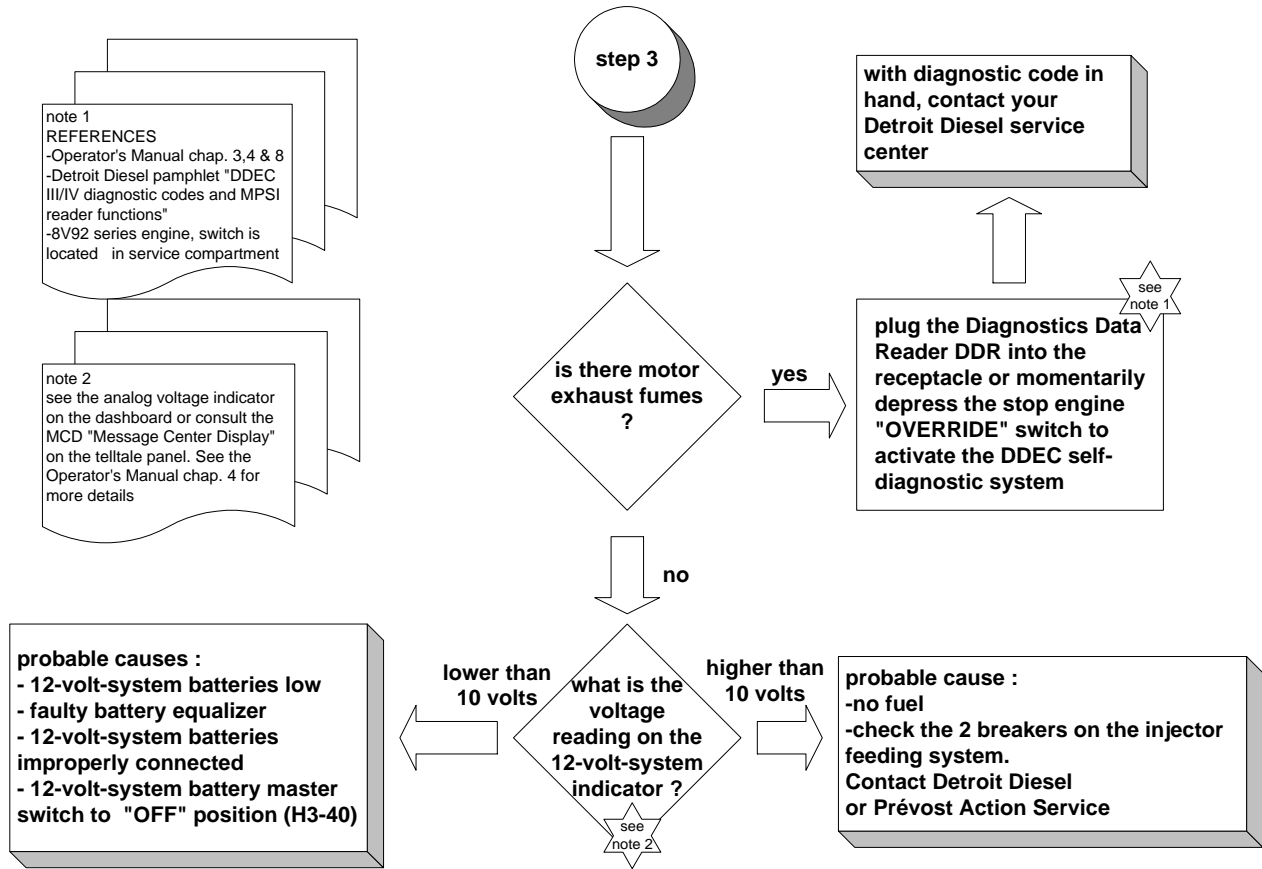 step 3
note 1
REFERENCES
-Operator's Manual chap. 3,4 & 8
-Detroit Diesel pamphlet "DDEC
III/IV diagnostic codes and MPSI
reader functions"
-8V92 series engine, switch is
located in service compartment
note 2
see the analog voltage indicator
on the dashboard or consult the
MCD "Message Center Display"
on the telltale panel. See the
Operator's Manual chap. 4 for
more details
with diagnostic code in
hand, contact your
Detroit Diesel service
center
is there motor
exhaust fumes
?
yes
see
note 1
plug the Diagnostics Data
Reader DDR into the
receptacle or momentarily
depress the stop engine
"OVERRIDE" switch to
activate the DDEC self-
diagnostic system
no
what is the
voltage
reading on the
12-volt-system
indicator ?
see
note 2
lower than
10 volts
probable causes :
- 12-volt-system batteries low
- faulty battery equalizer
- 12-volt-system batteries
improperly connected
- 12-volt-system battery master
switch to "OFF" position (H3-40)
higher than
10 volts
probable cause :
-no fuel
-check the 2 breakers on the injector
feeding system.
Contact Detroit Diesel
or Prévost Action Service